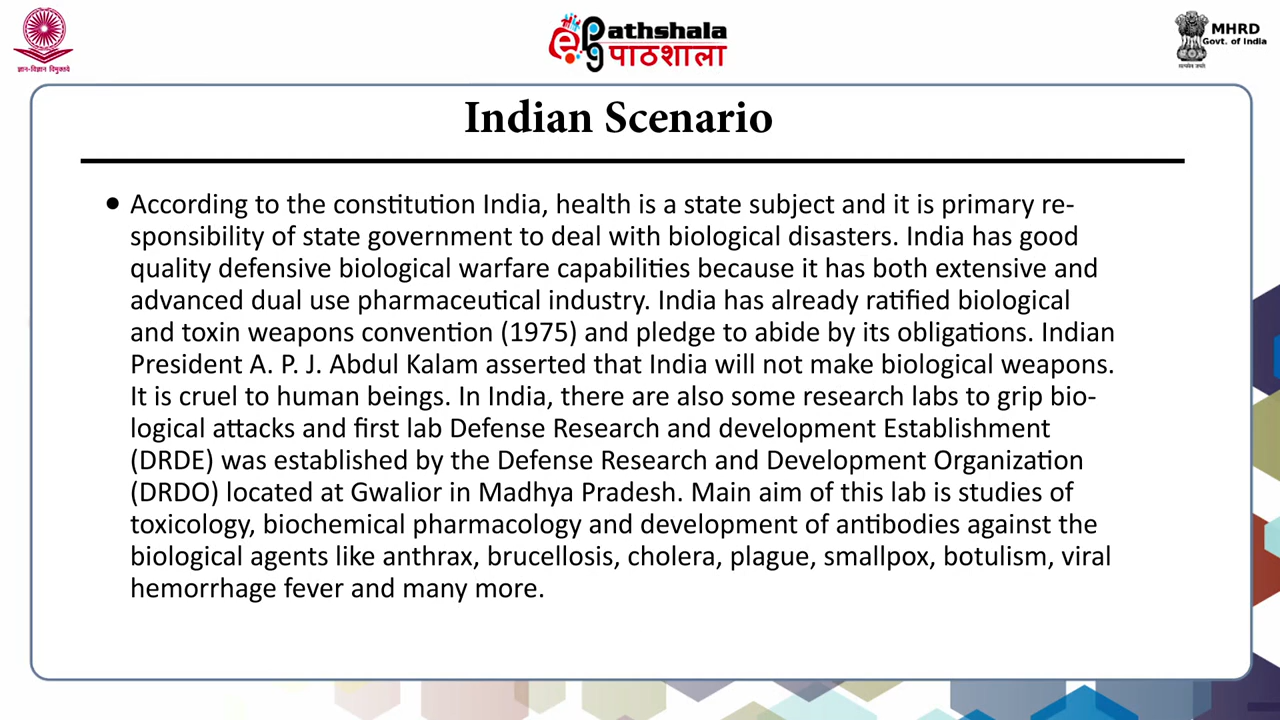 ज्ञान-विज्ञान विमुक्तये
ePathshala
पाठशाला
MHRD
Govt. of India
सत्यमेव जयते
Indian Scenario
• According to the constitution India, health is a state subject and it is primary re-
sponsibility of state government to deal with biological disasters. India has good
quality defensive biological warfare capabilities because it has both extensive and
advanced dual use pharmaceutical industry. India has already ratified biological
and toxin weapons convention (1975) and pledge to abide by its obligations. Indian
President A. P. J. Abdul Kalam asserted that India will not make biological weapons.
It is cruel to human beings. In India, there are also some research labs to grip bio-
logical attacks and first lab Defense Research and development Establishment
(DRDE) was established by the Defense Research and Development Organization
(DRDO) located at Gwalior in Madhya Pradesh. Main aim of this lab is studies of
toxicology, biochemical pharmacology and development of antibodies against the
biological agents like anthrax, brucellosis, cholera, plague, smallpox, botulism, viral
hemorrhage fever and many more.